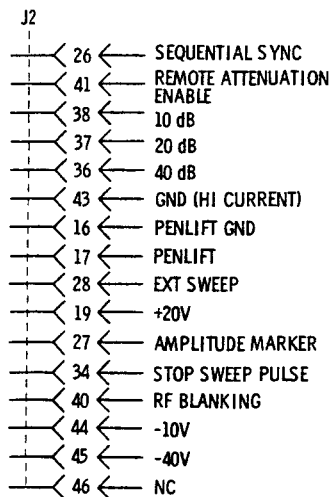 J2
26 SEQUENTIAL SYNC
41 REMOTE ATTENUATION
ENABLE
38 10 dB
37 20 dB
36 40 dB
43 GND (HI CURRENT)
16 PENLIFT GND
17 PENLIFT
28 EXT SWEEP
19 +20V
27 AMPLITUDE MARKER
34 STOP SWEEP PULSE
40 RF BLANKING
44 -10V
45 -40V
46 NC